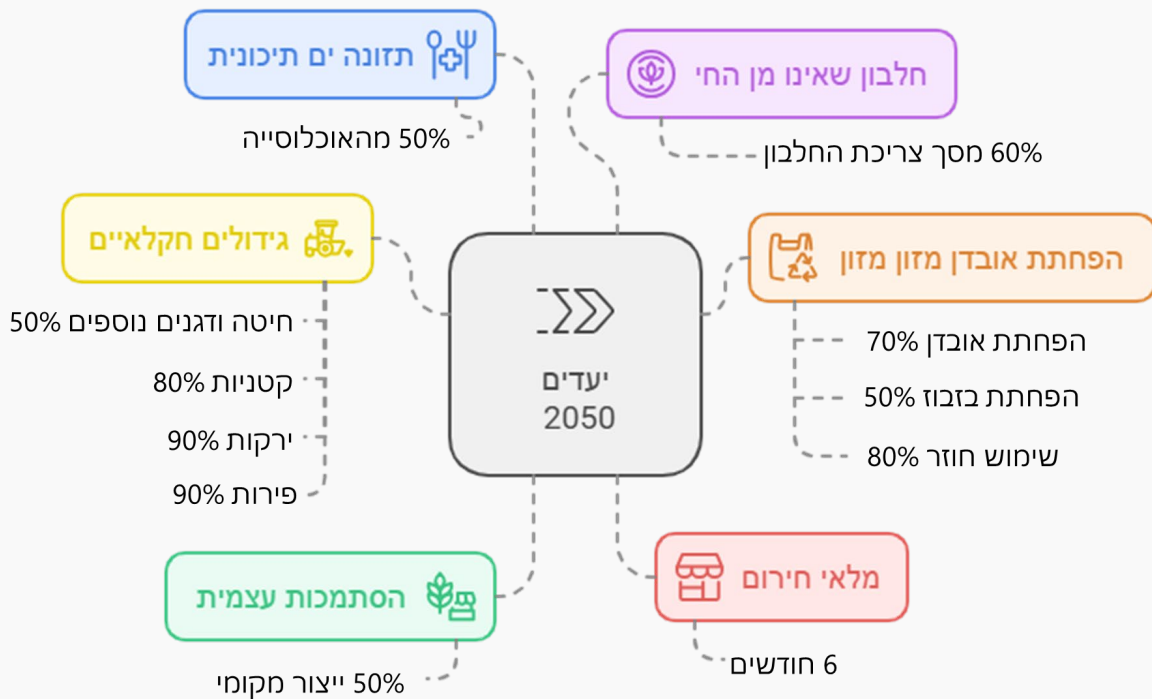 חלבון שאינו מן החי
60% מסך צריכת החלבון
תזונה ים תיכונית
50% מהאוכלוסייה
הפחתת אובדן מזון מזון
הפחתת אובדן 70%
הפחתת בזבוז 50%
שימוש חוזר 80%
יעדים
2050
גידולים חקלאיים
חיטה ודגנים נוספים 50%
קטניות 80%
ירקות 90%
פירות 90%
מלאי חירום
6 חודשים
הסתמכות עצמית
50% ייצור מקומי